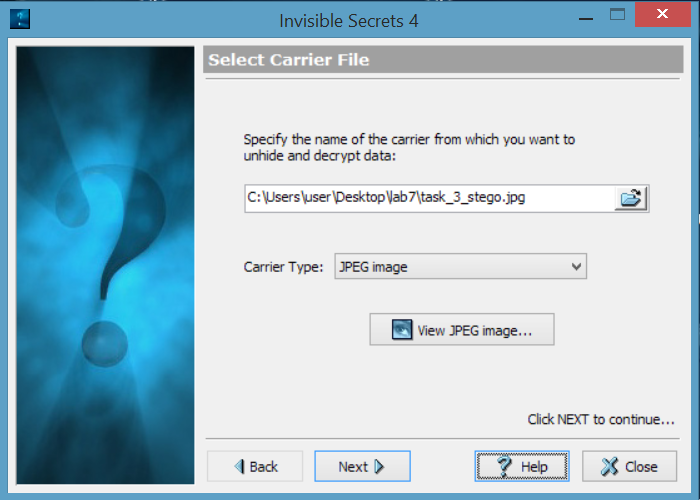 Invisible Secrets 4
Select Carrier File
Specify the name of the carrier from which you want to
unhide and decrypt data:
C:\Users\user\Desktop\lab7\task_3_stego.jpg
Carrier Type:
JPEG image
View JPEG image...
Click NEXT to continue...
Back
Next
Help
Close